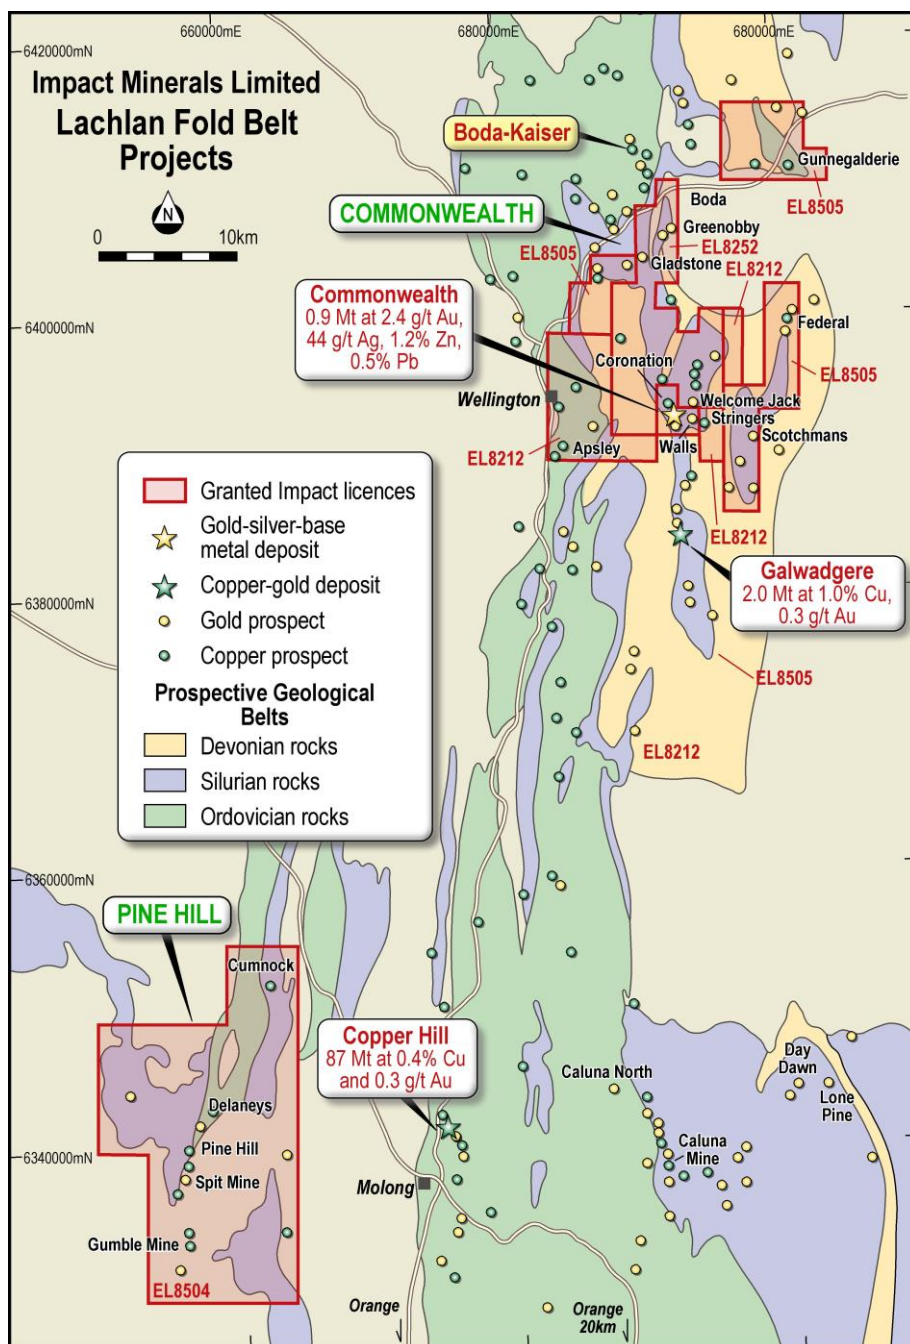 660000mE
680000mE
680000mE
6420000mN
Impact Minerals Limited
Lachlan Fold Belt
Projects
N
0
10km
Boda-Kaiser
Gunnegalderie
EL8505
COMMONWEALTH
Boda
Greenobby
EL8252
EL8505
Gladstone
EL8212
Commonwealth
0.9 Mt at 2.4 g/t Au,
44 g/t Ag, 1.2% Zn,
0.5% Pb
6400000mN
Federal
Coronation
EL8505
Wellington
Welcome Jack
Stringers
Scotchmans
EL8212
Apsley
Walls
EL8212
Granted Impact licences
Gold-silver-base
metal deposit
Copper-gold deposit
Gold prospect
Copper prospect
Prospective Geological
Belts
Devonian rocks
Silurian rocks
Ordovician rocks
Galwadgere
2.0 Mt at 1.0% Cu,
0.3 g/t Au
6380000mN
EL8505
EL8212
6360000mN
PINE HILL
Cumnock
Copper Hill
87 Mt at 0.4% Cu
and 0.3 g/t Au
Caluna North
Day
Dawn
Lone
Pine
Delaneys
Pine Hill
6340000mN
Caluna
Mine
Spit Mine
Molong
Gumble Mine
EL8504
Orange
Orange
20km